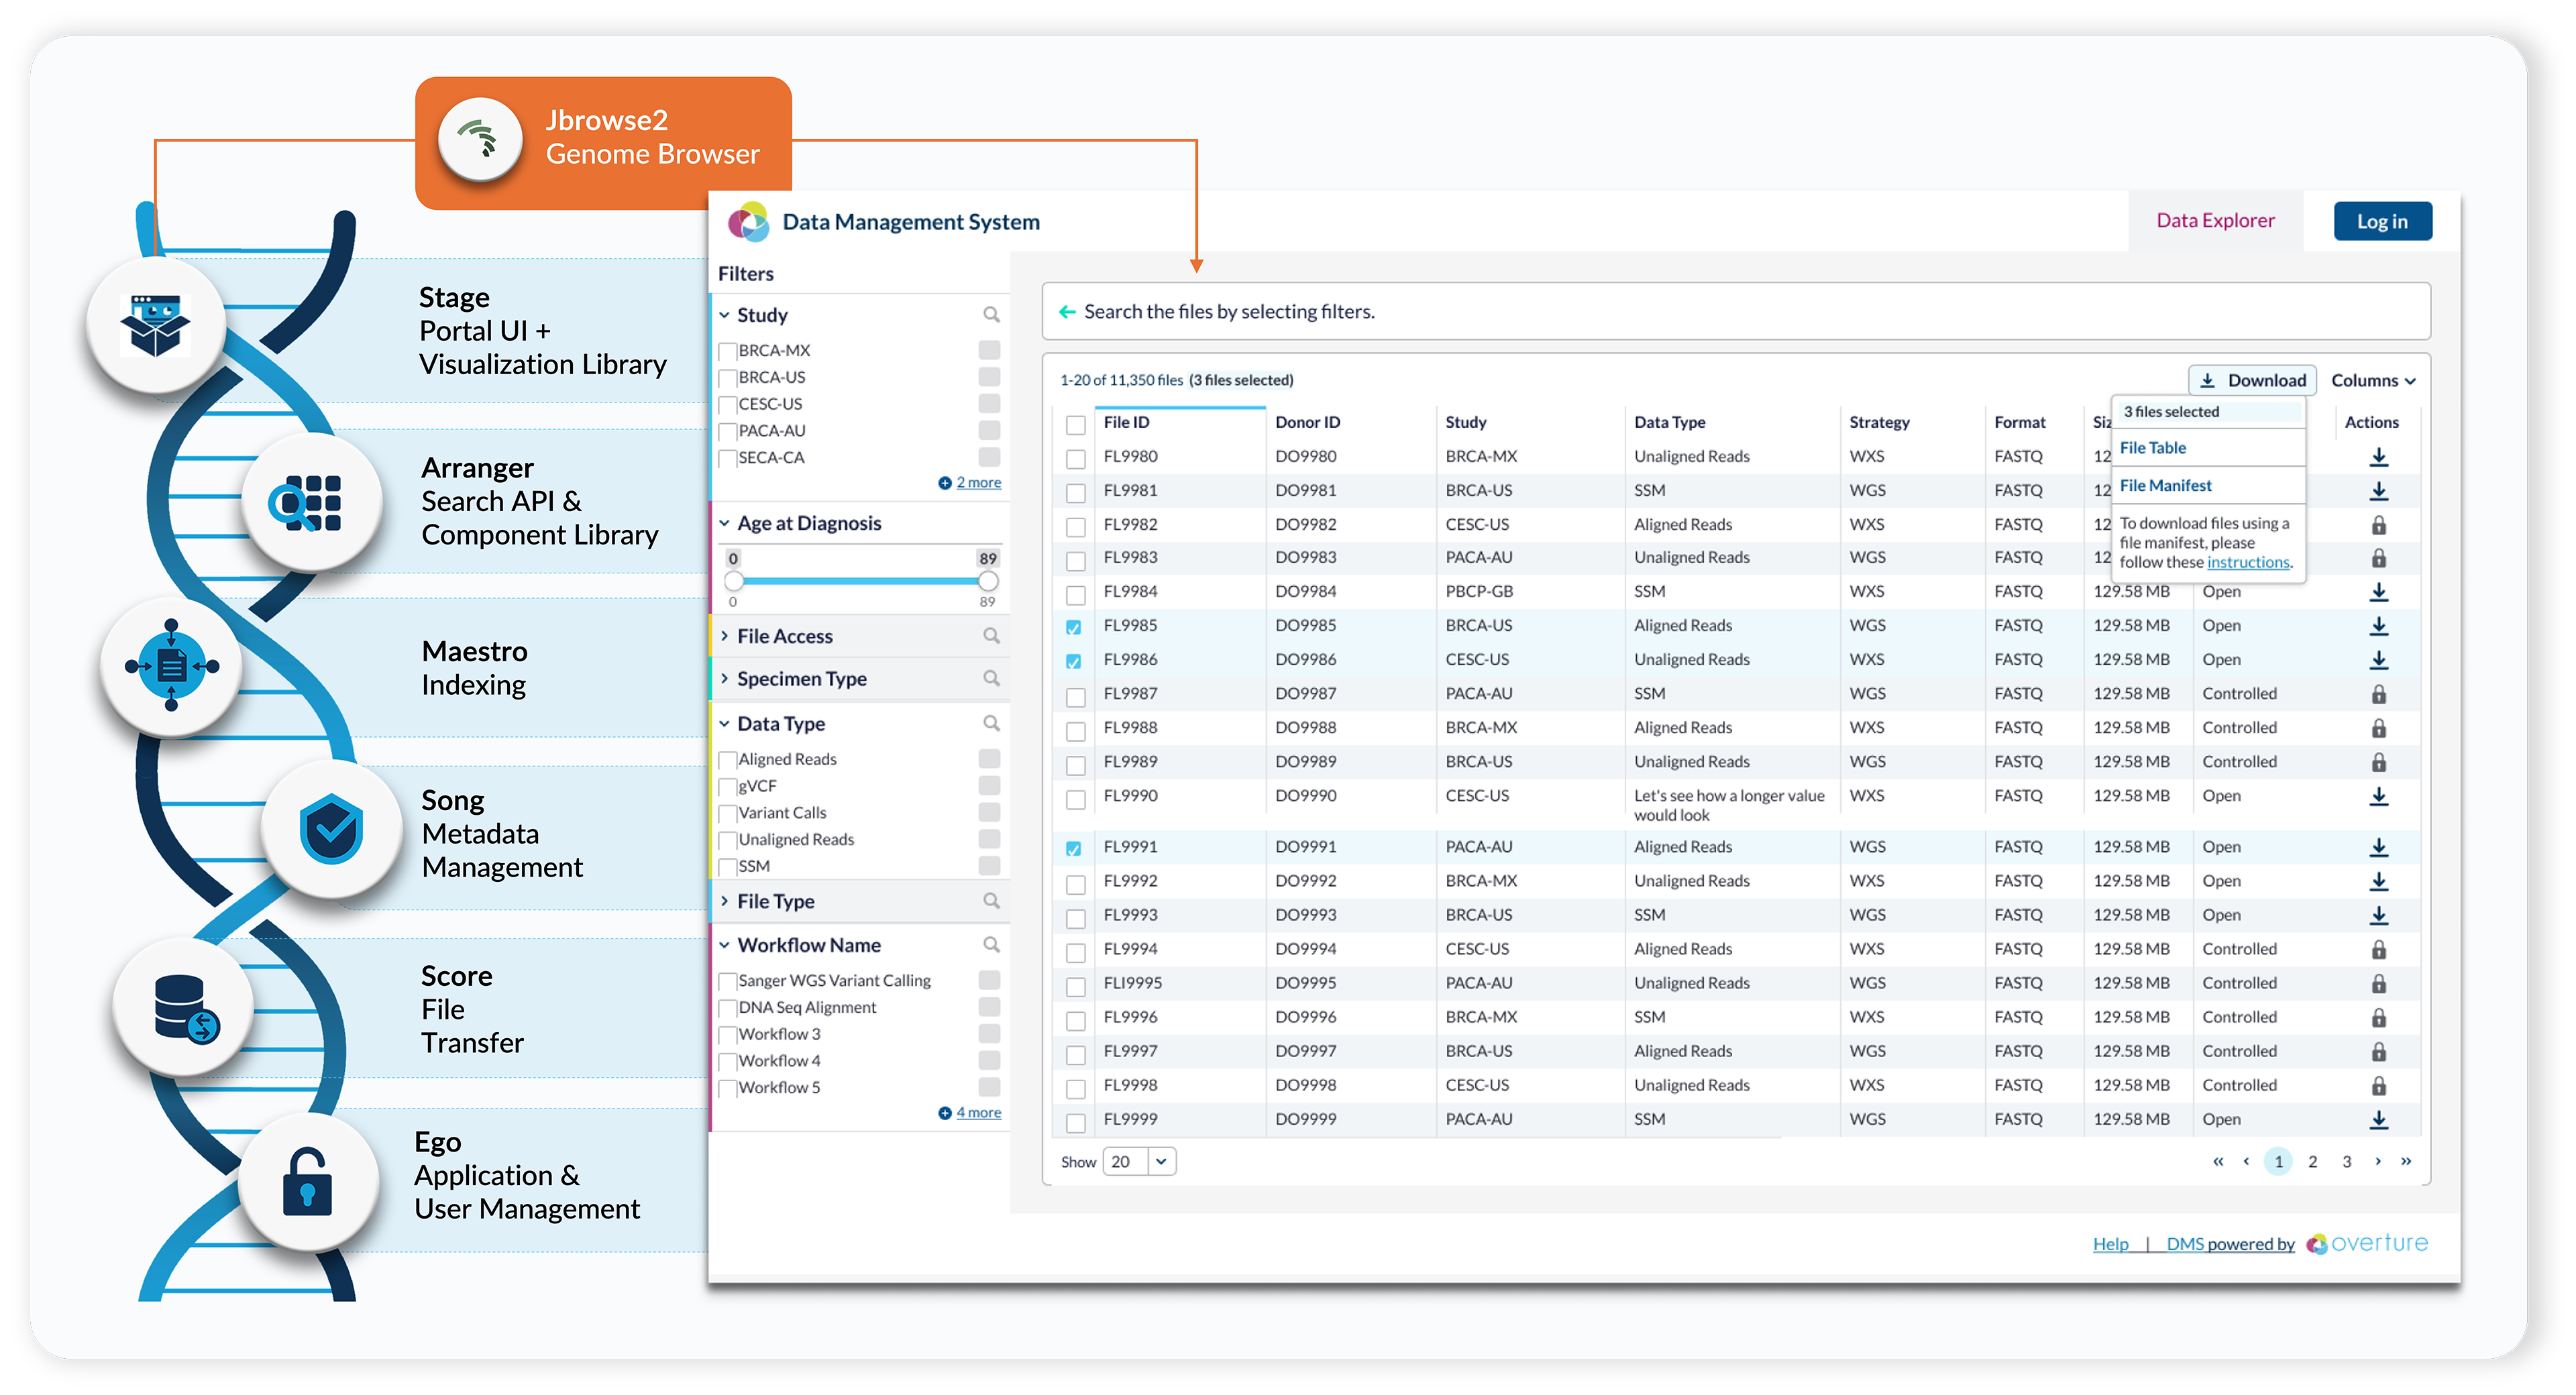 Jbrowse2
Genome Browser
Stage
Portal UI +
Visualization Library
Arranger
Search API &
Component Library
Maestro
Indexing
Song
Metadata
Management
Score
File
Transfer
Ego
Application &
User Management
Data Management System
Data Explorer
Log in
Filters
Study
BRCA-MX
BRCA-US
CESC-US
PACA-AU
SECA-CA
2 more
Age at Diagnosis
0 89
0 89
File Access
Specimen Type
Data Type
Aligned Reads
gVCF
Variant Calls
Unaligned Reads
SSM
File Type
Workflow Name
Sanger WGS Variant Calling
DNA Seq Alignment
Workflow 3
Workflow 4
Workflow 5
4 more
Search the files by selecting filters.
1-20 of 11,350 files (3 files selected)
Download
Columns
3 files selected
File Table
File Manifest
To download files using a
file manifest, please
follow these instructions.
File ID Donor ID Study Data Type Strategy Format Siz Actions
FL9980 DO9980 BRCA-MX Unaligned Reads WXS FASTQ 12
FL9981 DO9981 BRCA-US SSM WGS FASTQ 12
FL9982 DO9982 CESC-US Aligned Reads WXS FASTQ 12
FL9983 DO9983 PACA-AU Unaligned Reads WGS FASTQ 12
FL9984 DO9984 PBCP-GB SSM WXS FASTQ 129.58 MB Open
FL9985 DO9985 BRCA-US Aligned Reads WGS FASTQ 129.58 MB Open
FL9986 DO9986 CESC-US Unaligned Reads WXS FASTQ 129.58 MB Open
FL9987 DO9987 PACA-AU SSM WGS FASTQ 129.58 MB Controlled
FL9988 DO9988 BRCA-MX Aligned Reads WXS FASTQ 129.58 MB Controlled
FL9989 DO9989 BRCA-US Unaligned Reads WGS FASTQ 129.58 MB Controlled
FL9990 DO9990 CESC-US Let's see how a longer value WXS FASTQ 129.58 MB Open
would look
FL9991 DO9991 PACA-AU Aligned Reads WGS FASTQ 129.58 MB Open
FL9992 DO9992 BRCA-MX Unaligned Reads WXS FASTQ 129.58 MB Open
FL9993 DO9993 BRCA-US SSM WGS FASTQ 129.58 MB Open
FL9994 DO9994 CESC-US Aligned Reads WXS FASTQ 129.58 MB Controlled
FLI9995 DO9995 PACA-AU Unaligned Reads WGS FASTQ 129.58 MB Controlled
FL9996 DO9996 BRCA-MX SSM WXS FASTQ 129.58 MB Controlled
FL9997 DO9997 BRCA-US Aligned Reads WGS FASTQ 129.58 MB Controlled
FL9998 DO9998 CESC-US Unaligned Reads WXS FASTQ 129.58 MB Controlled
FL9999 DO9999 PACA-AU SSM WGS FASTQ 129.58 MB Open
Show 20
« ‹ 1 2 3 › »
Help | DMS powered by overture